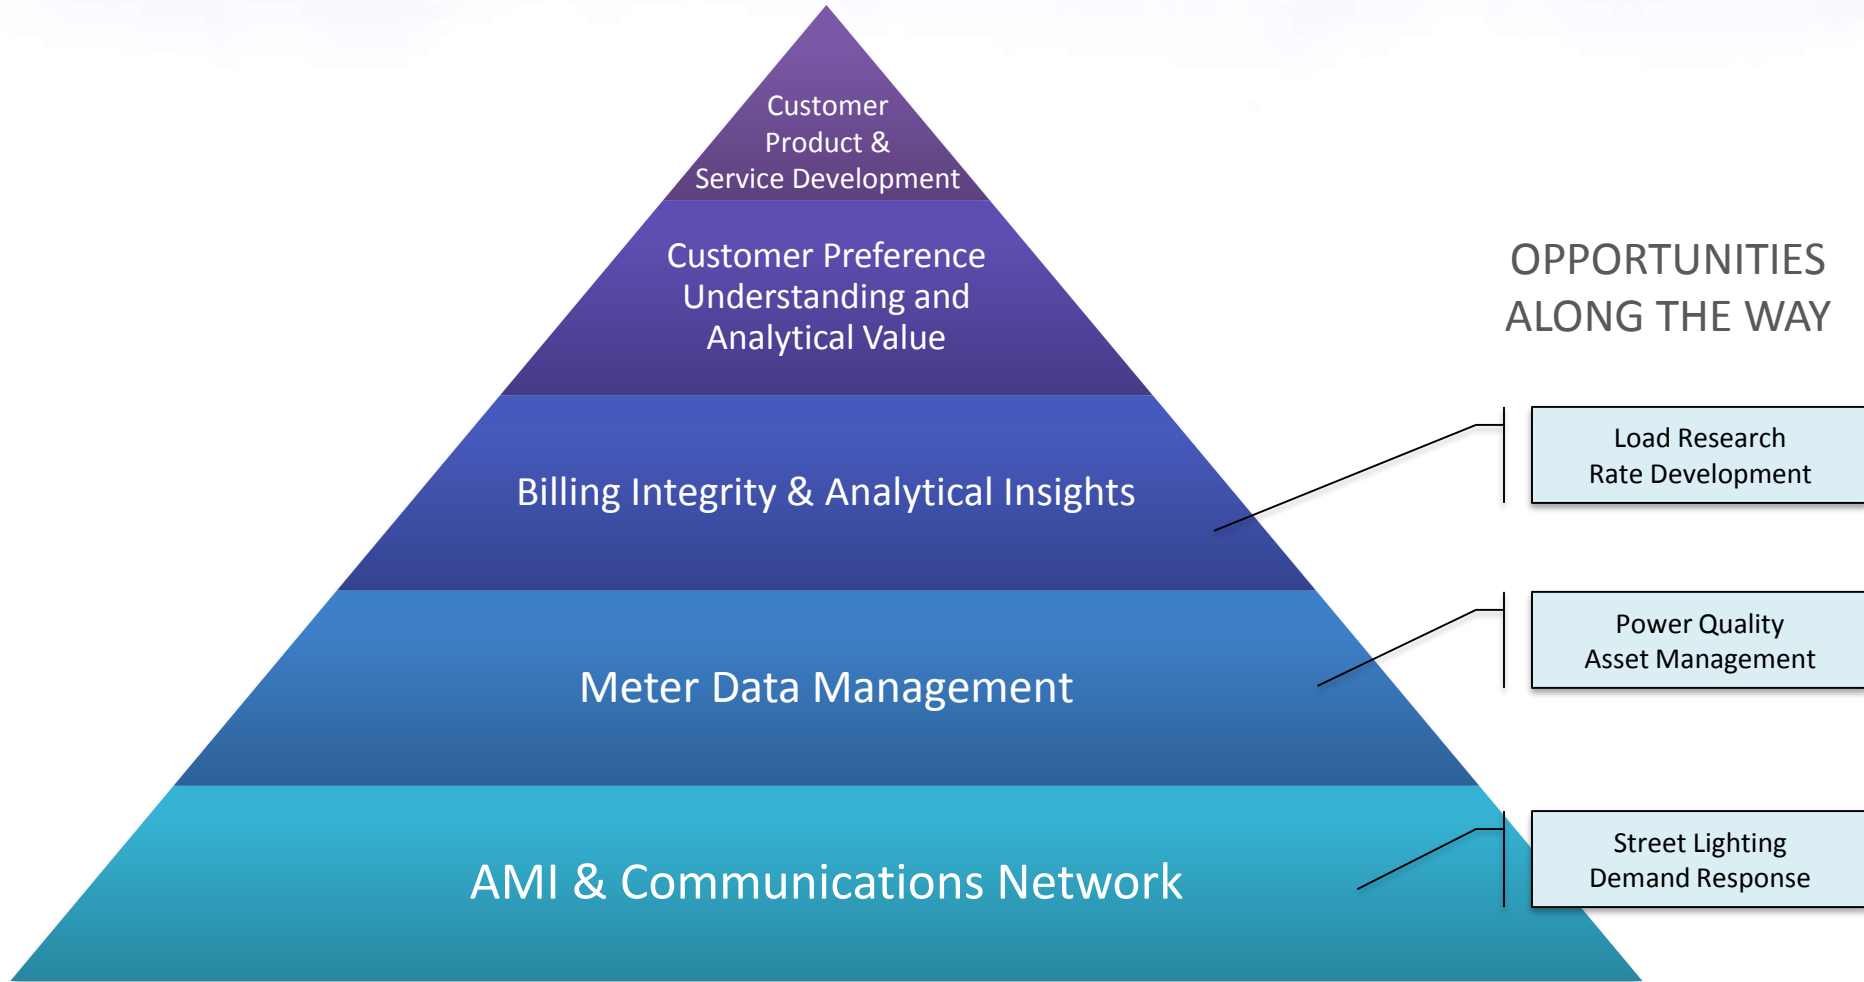 Customer
Product &
Service Development
Customer Preference
Understanding and
Analytical Value
Billing Integrity & Analytical Insights
Meter Data Management
AMI & Communications Network
OPPORTUNITIES
ALONG THE WAY
Load Research
Rate Development
Power Quality
Asset Management
Street Lighting
Demand Response